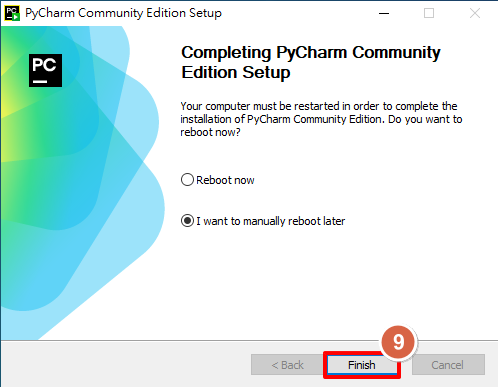 PC PyCharm Community Edition Setup
PC
Completing PyCharm Community
Edition Setup
Your computer must be restarted in order to complete the
installation of PyCharm Community Edition. Do you want to
reboot now?
Reboot now
I want to manually reboot later
9
< Back
Finish
Cancel